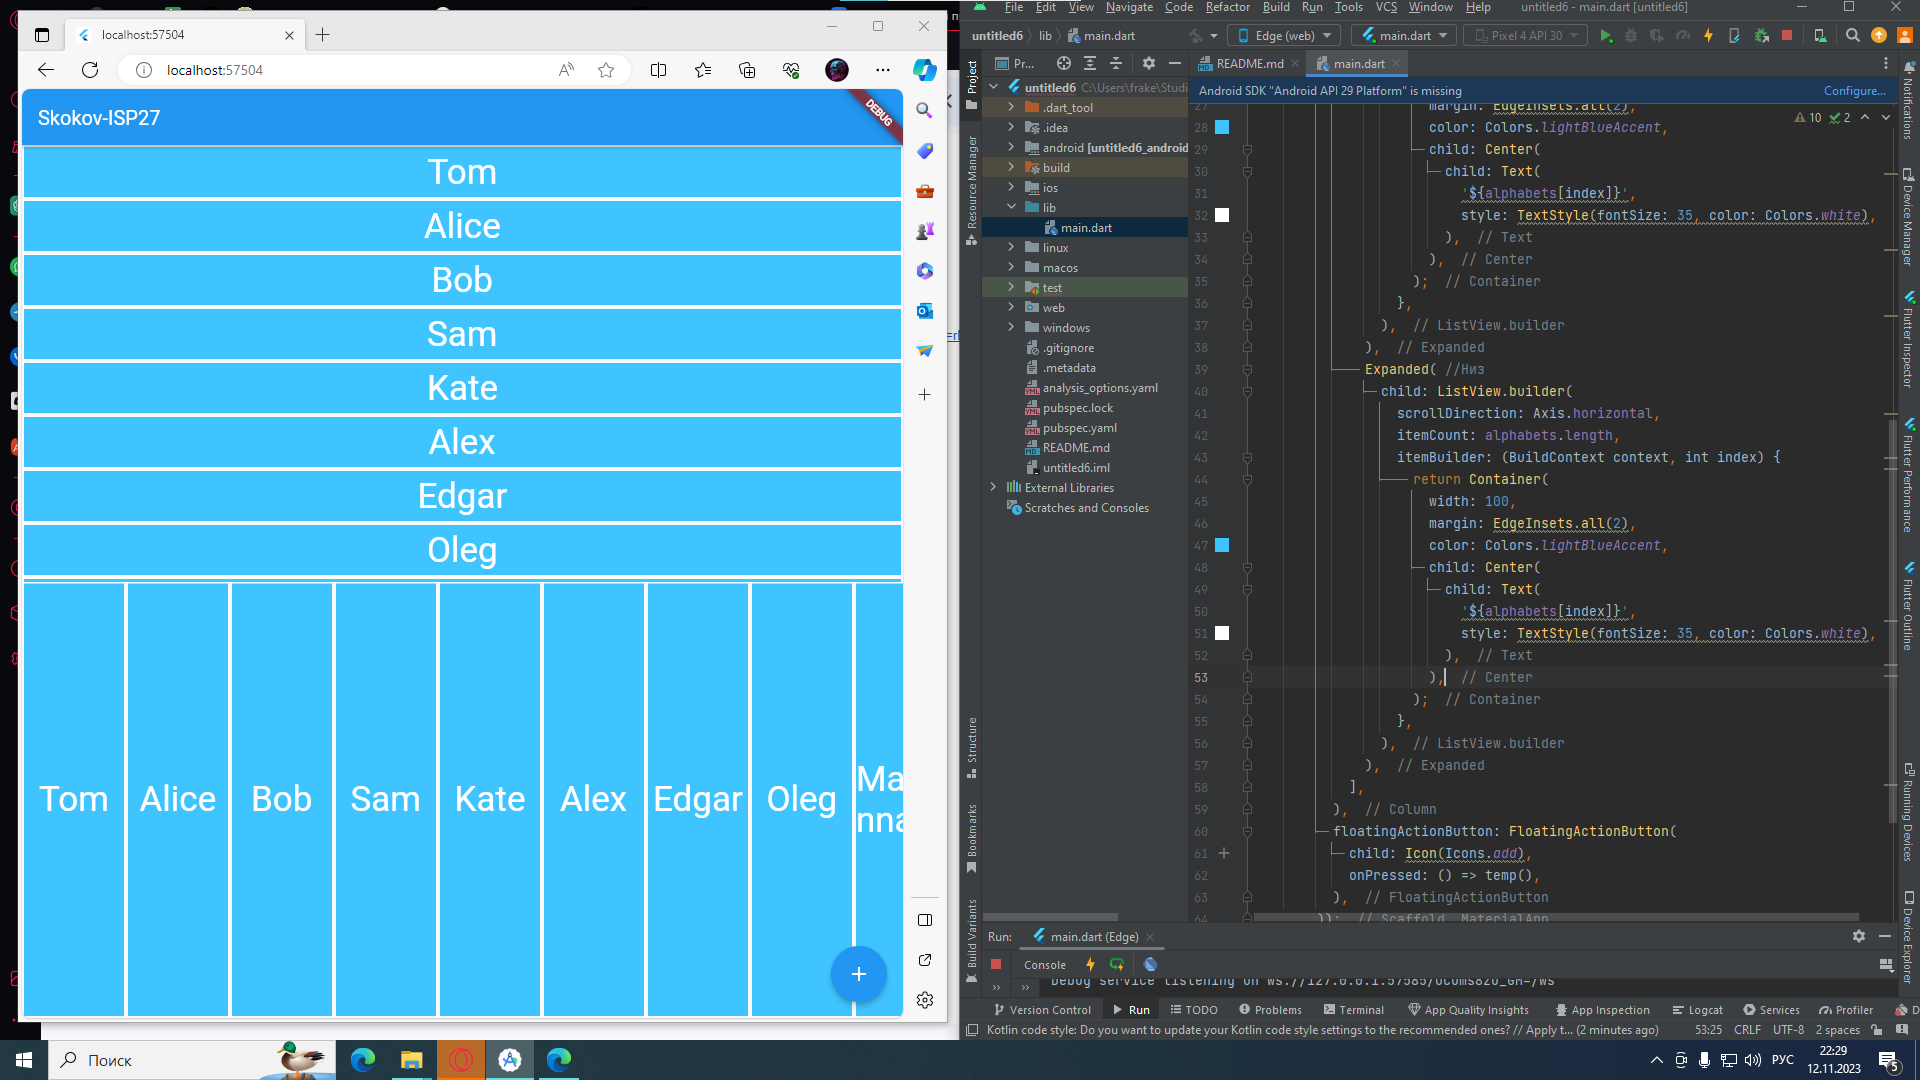 localhost:57504
localhost:57504
Skokov-ISP27
DEBUG
Tom
Alice
Bob
Sam
Kate
Alex
Edgar
Oleg
Tom
Alice
Bob
Sam
Kate
Alex
Edgar
Oleg
Ma
nna
File Edit View Navigate Code Refactor Build Run Tools VCS Window Help
untitled6 - main.dart [untitled6]
untitled6 lib main.dart
Edge (web)
main.dart
Pixel 4 API 30
Project
Resource Manager
Structure
Bookmarks
Build Variants
Pr...
untitled6 C:\Users\frake\Studi
.dart_tool
.idea
android [untitled6_android
build
ios
lib
main.dart
linux
macos
test
web
windows
.gitignore
.metadata
analysis_options.yaml
pubspec.lock
pubspec.yaml
README.md
untitled6.iml
External Libraries
Scratches and Consoles
README.md
main.dart
Android SDK "Android API 29 Platform" is missing
Configure...
10 2
27 margin: EdgeInsets.all(2),
28 color: Colors.lightBlueAccent,
29 child: Center(
30 child: Text(
31 '${alphabets[index]}',
32 style: TextStyle(fontSize: 35, color: Colors.white),
33 ), // Text
34 ), // Center
35 ); // Container
36 },
37 ), // ListView.builder
38 ), // Expanded
39 Expanded( //Низ
40 child: ListView.builder(
41 scrollDirection: Axis.horizontal,
42 itemCount: alphabets.length,
43 itemBuilder: (BuildContext context, int index) {
44 return Container(
45 width: 100,
46 margin: EdgeInsets.all(2),
47 color: Colors.lightBlueAccent,
48 child: Center(
49 child: Text(
50 '${alphabets[index]}',
51 style: TextStyle(fontSize: 35, color: Colors.white),
52 ), // Text
53 ), // Center
54 ); // Container
55 },
56 ), // ListView.builder
57 ), // Expanded
58 ],
59 ), // Column
60 floatingActionButton: FloatingActionButton(
61 child: Icon(Icons.add),
62 onPressed: () => temp(),
63 ), // FloatingActionButton
64 )); // Scaffold, MaterialApp
Notifications
Device Manager
Flutter Inspector
Flutter Performance
Flutter Outline
Running Devices
Device Explorer
Run: main.dart (Edge)
Console
Version Control
Run
TODO
Problems
Terminal
App Quality Insights
App Inspection
Logcat
Services
Profiler
D
Kotlin code style: Do you want to update your Kotlin code style settings to the recommended ones? // Apply t... (2 minutes ago)
53:25 CRLF UTF-8 2 spaces
Поиск
РУС
22:29
12.11.2023
5